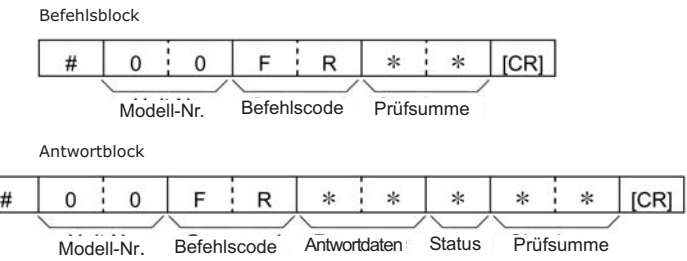 Befehlsblock
# 0 0 F R * * [CR]
Modell-Nr. Befehlscode Prüfsumme
Antwortblock
# 0 0 F R * * * * * [CR]
Modell-Nr. Befehlscode Antwortdaten Status Prüfsumme